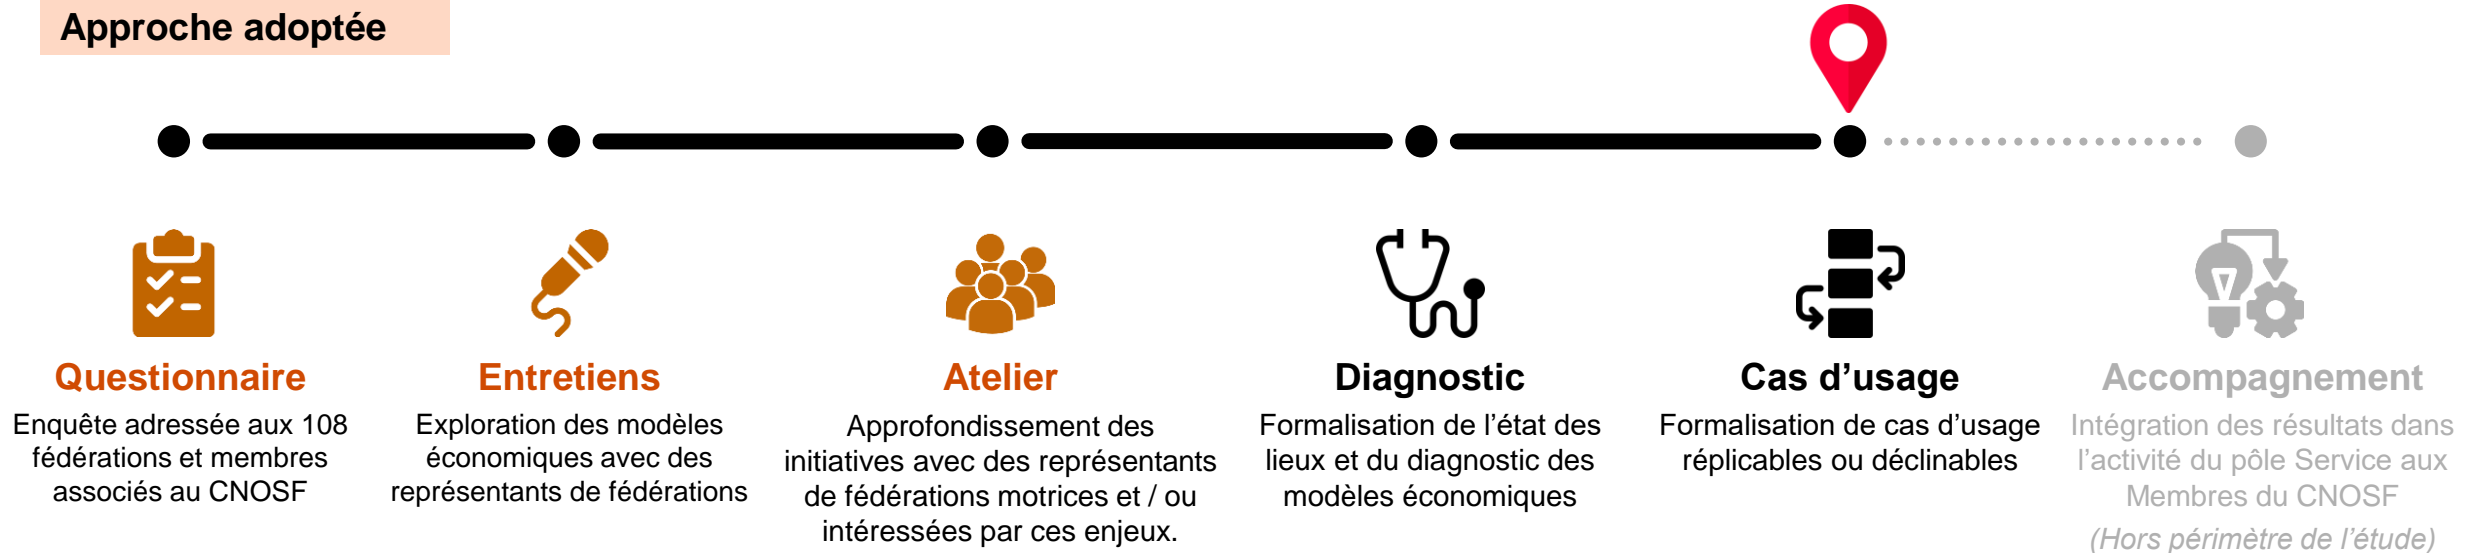 Approche adoptée
Questionnaire
Enquête adressée aux 108
fédérations et membres
associés au CNOSF
Entretiens
Exploration des modèles
économiques avec des
représentants de fédérations
Atelier
Approfondissement des
initiatives avec des représentants
de fédérations motrices et / ou
intéressées par ces enjeux.
Diagnostic
Formalisation de l’état des
lieux et du diagnostic des
modèles économiques
Cas d’usage
Formalisation de cas d’usage
réplicables ou déclinables
Accompagnement
Intégration des résultats dans
l’activité du pôle Service aux
Membres du CNOSF
(Hors périmètre de l’étude)